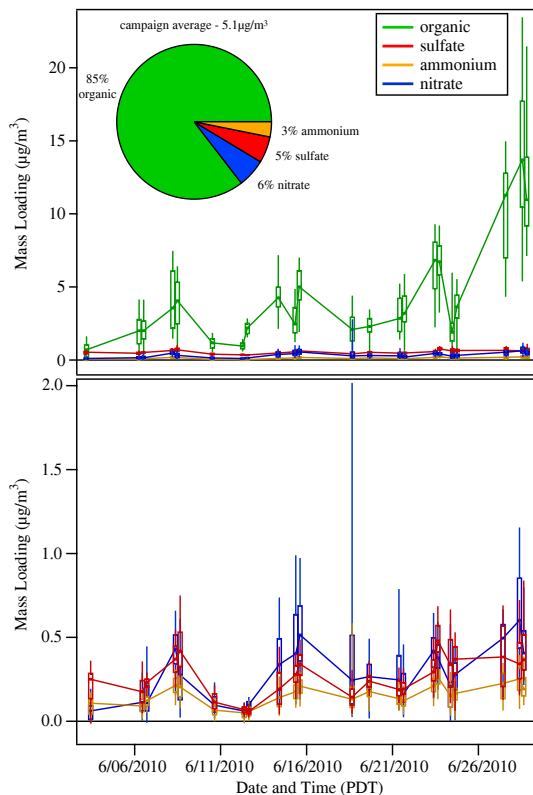 campaign average - 5.1µg/m³
85%
organic
3% ammonium
5% sulfate
6% nitrate
organic
sulfate
ammonium
nitrate
Mass Loading (µg/m³)
20
15
10
5
0
Mass Loading (µg/m³)
2.0
1.5
1.0
0.5
0.0
6/06/2010
6/11/2010
6/16/2010
6/21/2010
6/26/2010
Date and Time (PDT)